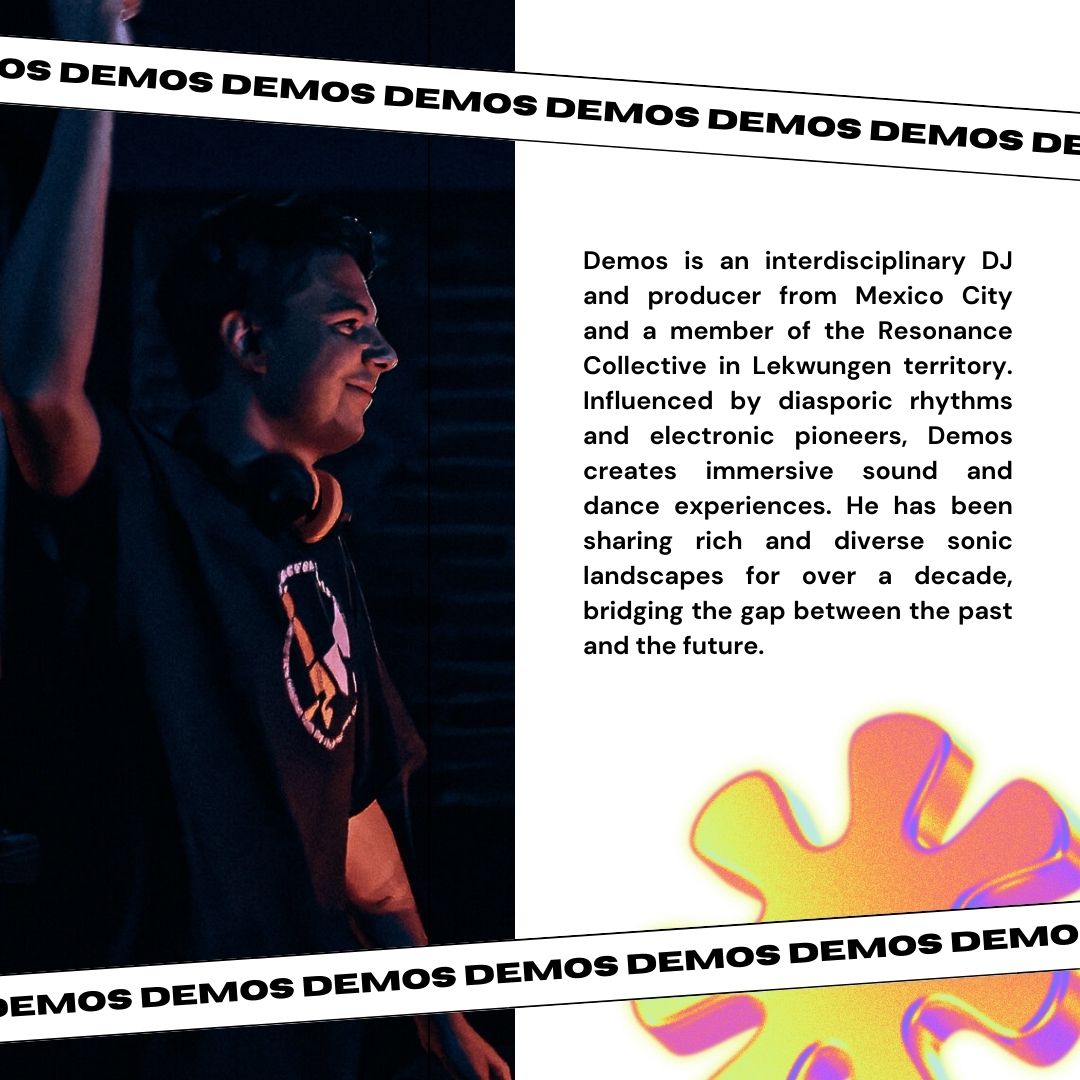 OS DEMOS DEMOS DEMOS DEMOS DEMOS DEMOS DE
Demos is an interdisciplinary DJ
and producer from Mexico City
and a member of the Resonance
Collective in Lekwungen territory.
Influenced by diasporic rhythms
and electronic pioneers, Demos
creates immersive sound and
dance experiences. He has been
sharing rich and diverse sonic
landscapes for over a decade,
bridging the gap between the past
and the future.
DEMOS DEMOS DEMOS DEMOS DEMOS DEMOS DEMO